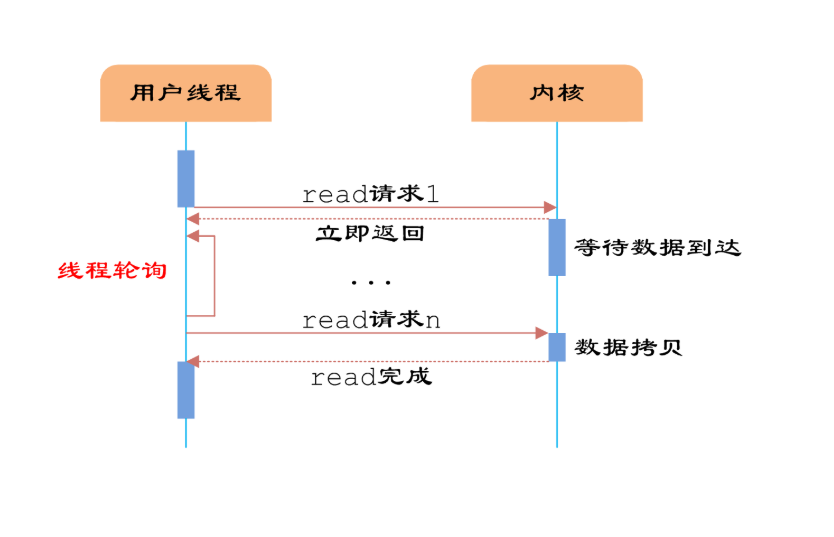 用户线程
内核
read请求1
立即返回
等待数据到达
线程轮询
...
read请求n
数据拷贝
read完成